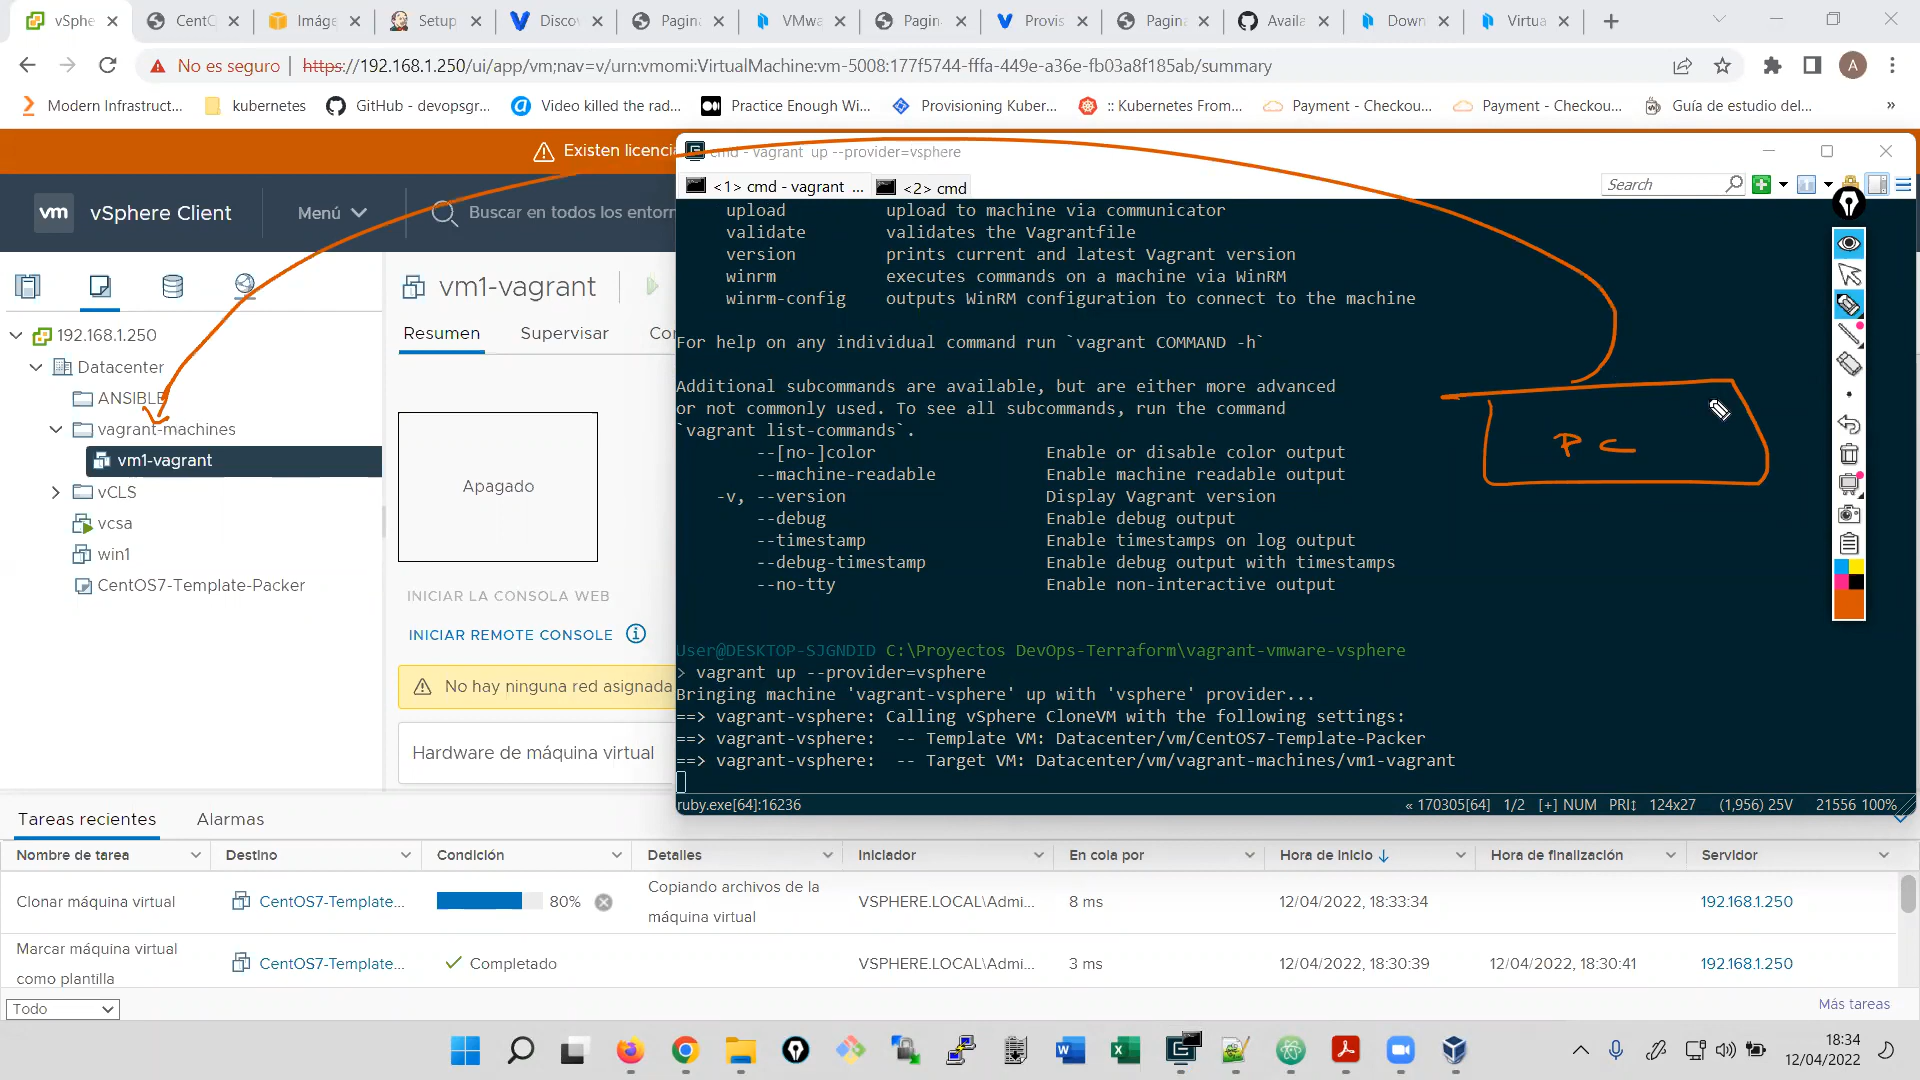 vSphe
CentC
Imáge
Setup
Disco
Pagina
VMwa
Pagin
Provis
Pagina
Availa
Down
Virtua
No es seguro
https://192.168.1.250/ui/app/vm;nav=v/urn:vmomi:VirtualMachine:vm-5008:177f5744-fffa-449e-a36e-fb03a8f185ab/summary
A
Modern Infrastruct...
kubernetes
GitHub - devopsgr...
Video killed the rad...
Practice Enough Wi...
Provisioning Kuber...
:: Kubernetes From...
Payment - Checkou...
Payment - Checkou...
Guía de estudio del...
»
Existen licencia
vm
vSphere Client
Menú
Buscar en todos los entorn
192.168.1.250
Datacenter
ANSIBLE
vagrant-machines
vm1-vagrant
vCLS
vcsa
win1
CentOS7-Template-Packer
vm1-vagrant
Resumen
Supervisar
Co
Apagado
INICIAR LA CONSOLA WEB
INICIAR REMOTE CONSOLE
No hay ninguna red asignada
Hardware de máquina virtual
cmd - vagrant up --provider=vsphere
<1> cmd - vagrant ...
<2> cmd
Search
upload upload to machine via communicator
validate validates the Vagrantfile
version prints current and latest Vagrant version
winrm executes commands on a machine via WinRM
winrm-config outputs WinRM configuration to connect to the machine
For help on any individual command run `vagrant COMMAND -h`
Additional subcommands are available, but are either more advanced
or not commonly used. To see all subcommands, run the command
`vagrant list-commands`.
--[no-]color Enable or disable color output
--machine-readable Enable machine readable output
-v, --version Display Vagrant version
--debug Enable debug output
--timestamp Enable timestamps on log output
--debug-timestamp Enable debug output with timestamps
--no-tty Enable non-interactive output
PC
User@DESKTOP-SJGNDID C:\Proyectos DevOps-Terraform\vagrant-vmware-vsphere
> vagrant up --provider=vsphere
Bringing machine 'vagrant-vsphere' up with 'vsphere' provider...
==> vagrant-vsphere: Calling vSphere CloneVM with the following settings:
==> vagrant-vsphere: -- Template VM: Datacenter/vm/CentOS7-Template-Packer
==> vagrant-vsphere: -- Target VM: Datacenter/vm/vagrant-machines/vm1-vagrant
ruby.exe[64]:16236
« 170305[64] 1/2 [+] NUM PRI↕ 124x27 (1,956) 25V 21556 100%
Tareas recientes
Alarmas
Nombre de tarea Destino Condición Detalles Iniciador En cola por Hora de inicio ↓ Hora de finalización Servidor
Clonar máquina virtual CentOS7-Template... 80% Copiando archivos de la máquina virtual VSPHERE.LOCAL\Admi... 8 ms 12/04/2022, 18:33:34 192.168.1.250
Marcar máquina virtual como plantilla CentOS7-Template... Completado VSPHERE.LOCAL\Admi... 3 ms 12/04/2022, 18:30:39 12/04/2022, 18:30:41 192.168.1.250
Todo
Más tareas
18:34
12/04/2022